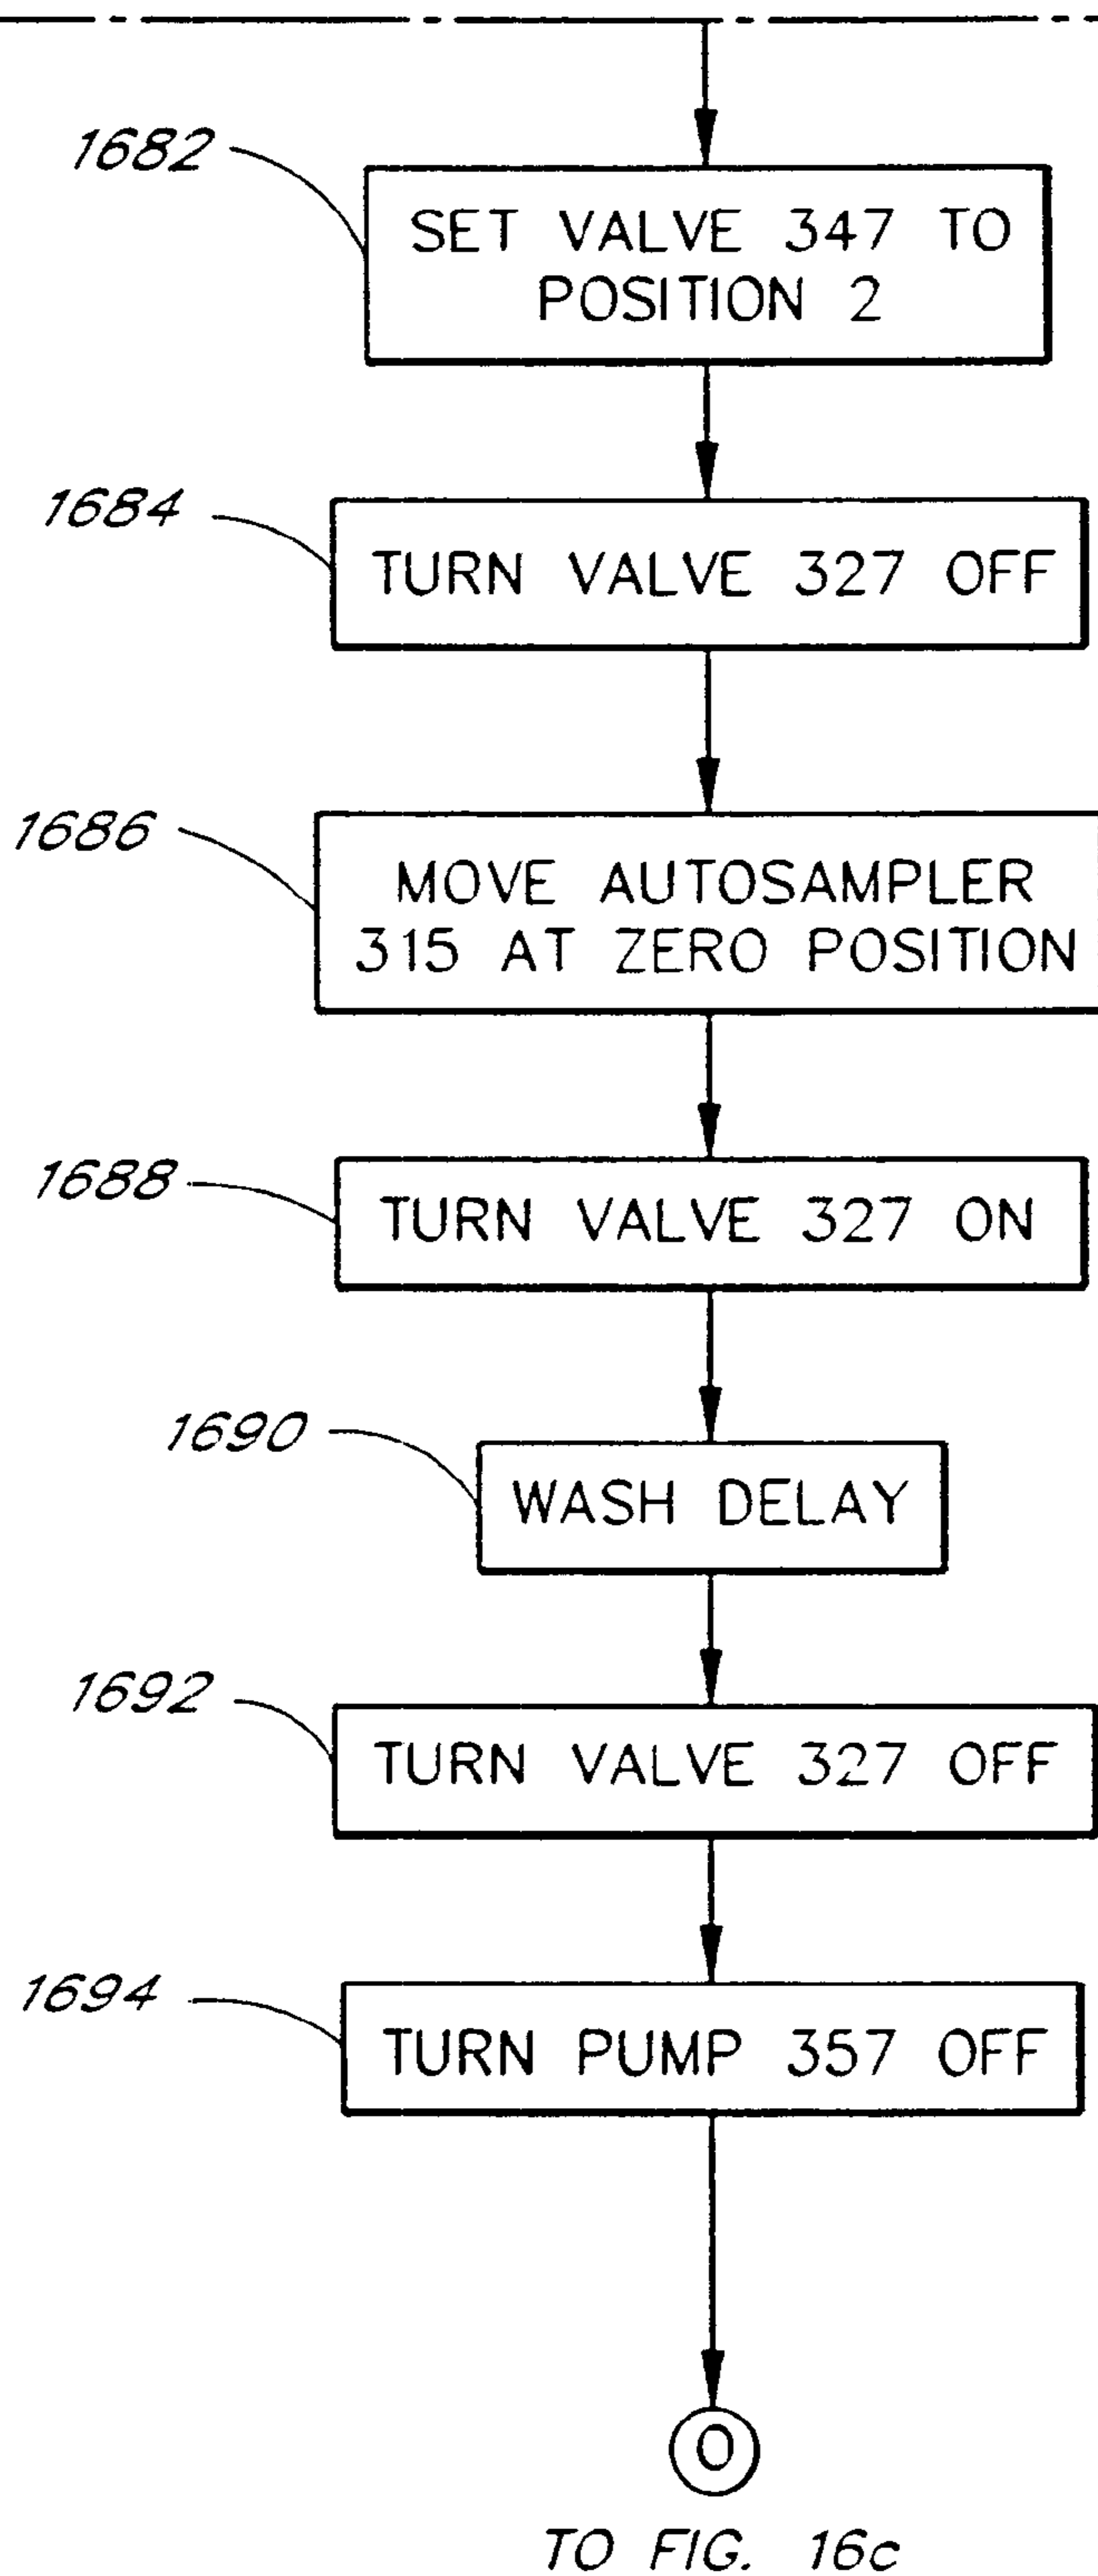 1682
SET VALVE 347 TO
POSITION 2
1684
TURN VALVE 327 OFF
1686
MOVE AUTOSAMPLER
315 AT ZERO POSITION
1688
TURN VALVE 327 ON
1690
WASH DELAY
1692
TURN VALVE 327 OFF
1694
TURN PUMP 357 OFF
O
TO FIG. 16c